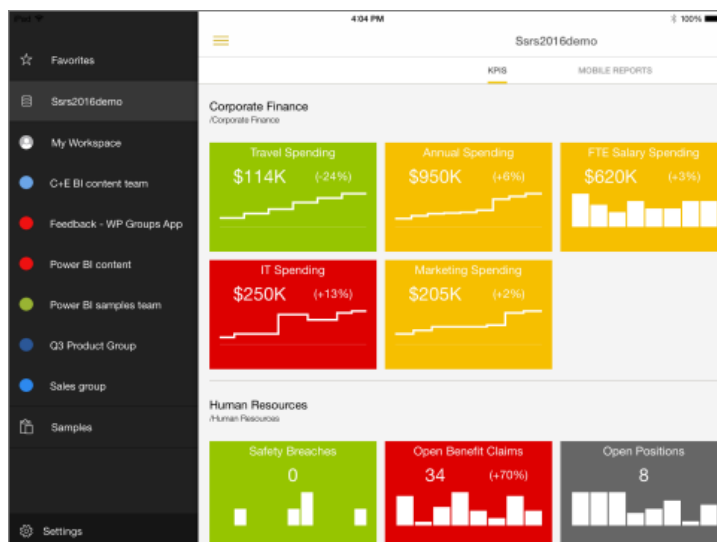 iPad
4:04 PM
100%
Favorites
Ssrs2016demo
My Workspace
C+E BI content team
Feedback - WP Groups App
Power BI content
Power BI samples team
Q3 Product Group
Sales group
Samples
Settings
Ssrs2016demo
KPIS
MOBILE REPORTS
Corporate Finance
/Corporate Finance
Travel Spending
$114K (-24%)
Annual Spending
$950K (+6%)
FTE Salary Spending
$620K (+3%)
IT Spending
$250K (+13%)
Marketing Spending
$205K (+2%)
Human Resources
/Human Resources
Safety Breaches
0
Open Benefit Claims
34 (+70%)
Open Positions
8